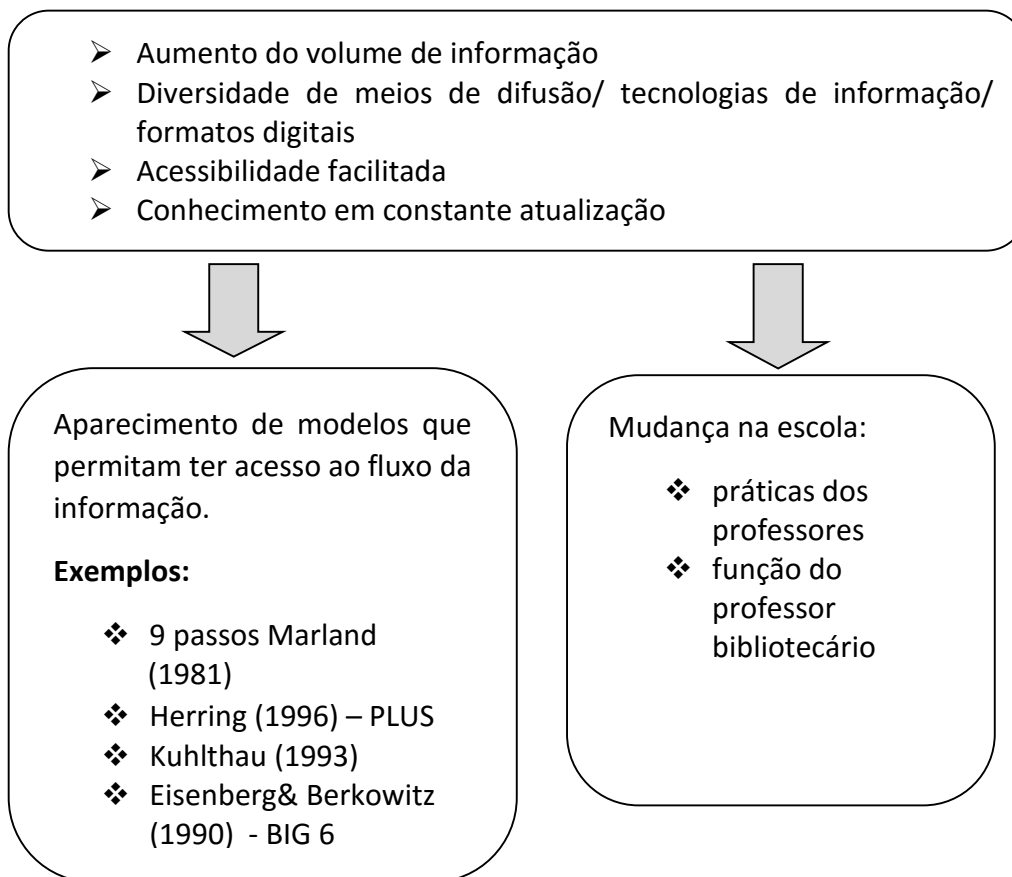 ➢ Aumento do volume de informação
➢ Diversidade de meios de difusão/ tecnologias de informação/
formatos digitais
➢ Acessibilidade facilitada
➢ Conhecimento em constante atualização
Aparecimento de modelos que
permitam ter acesso ao fluxo da
informação.
Exemplos:
❖ 9 passos Marland
(1981)
❖ Herring (1996) – PLUS
❖ Kuhlthau (1993)
❖ Eisenberg& Berkowitz
(1990) - BIG 6
Mudança na escola:
❖ práticas dos
professores
❖ função do
professor
bibliotecário